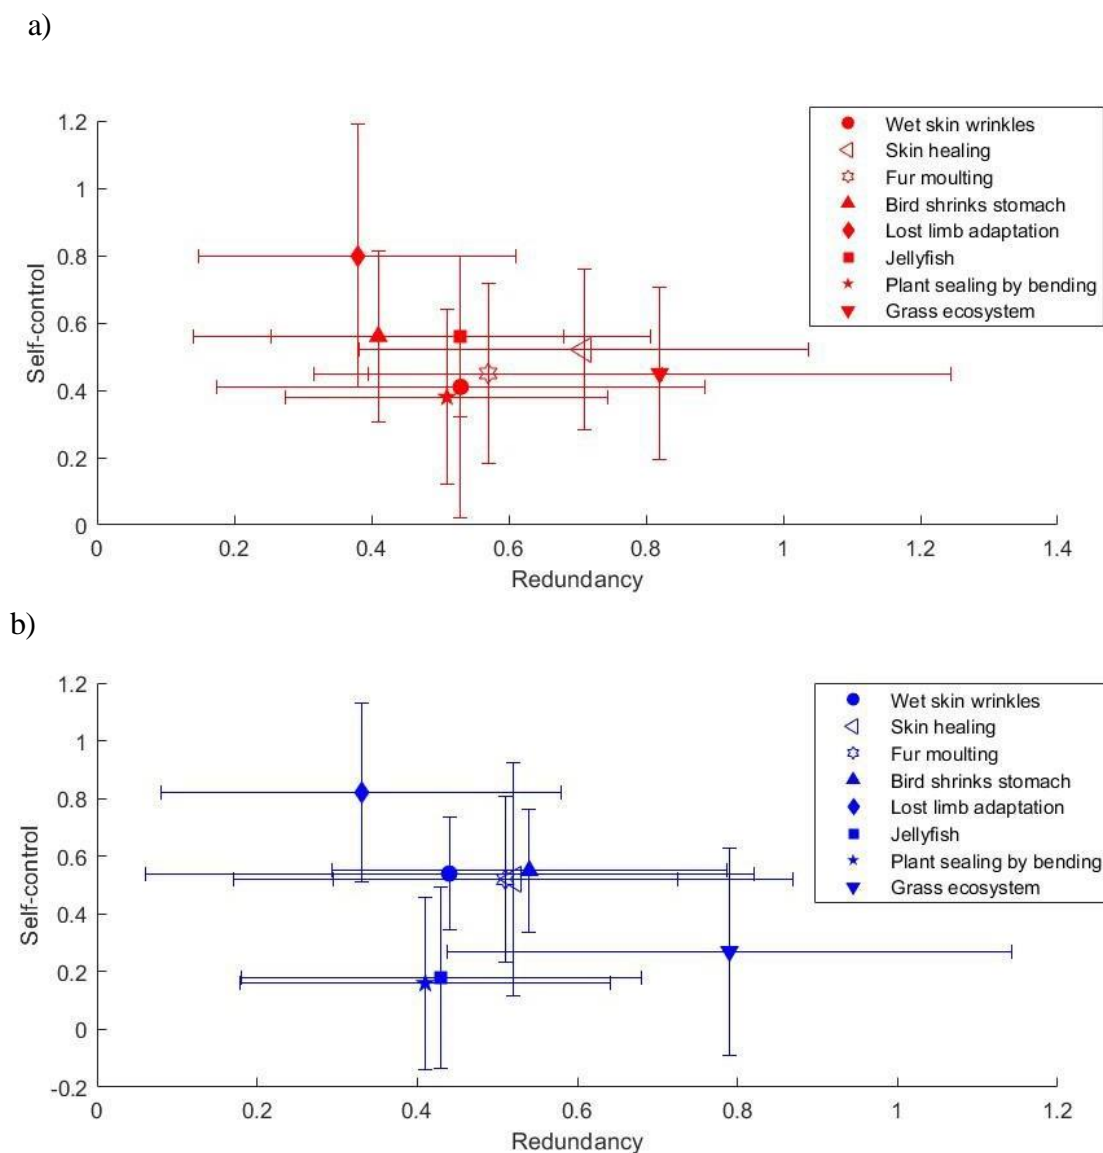 a)
1.2
1
0.8
0.6
0.4
0.2
0
Self-control
0
0.2
0.4
0.6
0.8
1
1.2
1.4
Redundancy
Wet skin wrinkles
Skin healing
Fur moulting
Bird shrinks stomach
Lost limb adaptation
Jellyfish
Plant sealing by bending
Grass ecosystem
b)
1.2
1
0.8
0.6
0.4
0.2
0
-0.2
Self-control
0
0.2
0.4
0.6
0.8
1
1.2
Redundancy
Wet skin wrinkles
Skin healing
Fur moulting
Bird shrinks stomach
Lost limb adaptation
Jellyfish
Plant sealing by bending
Grass ecosystem